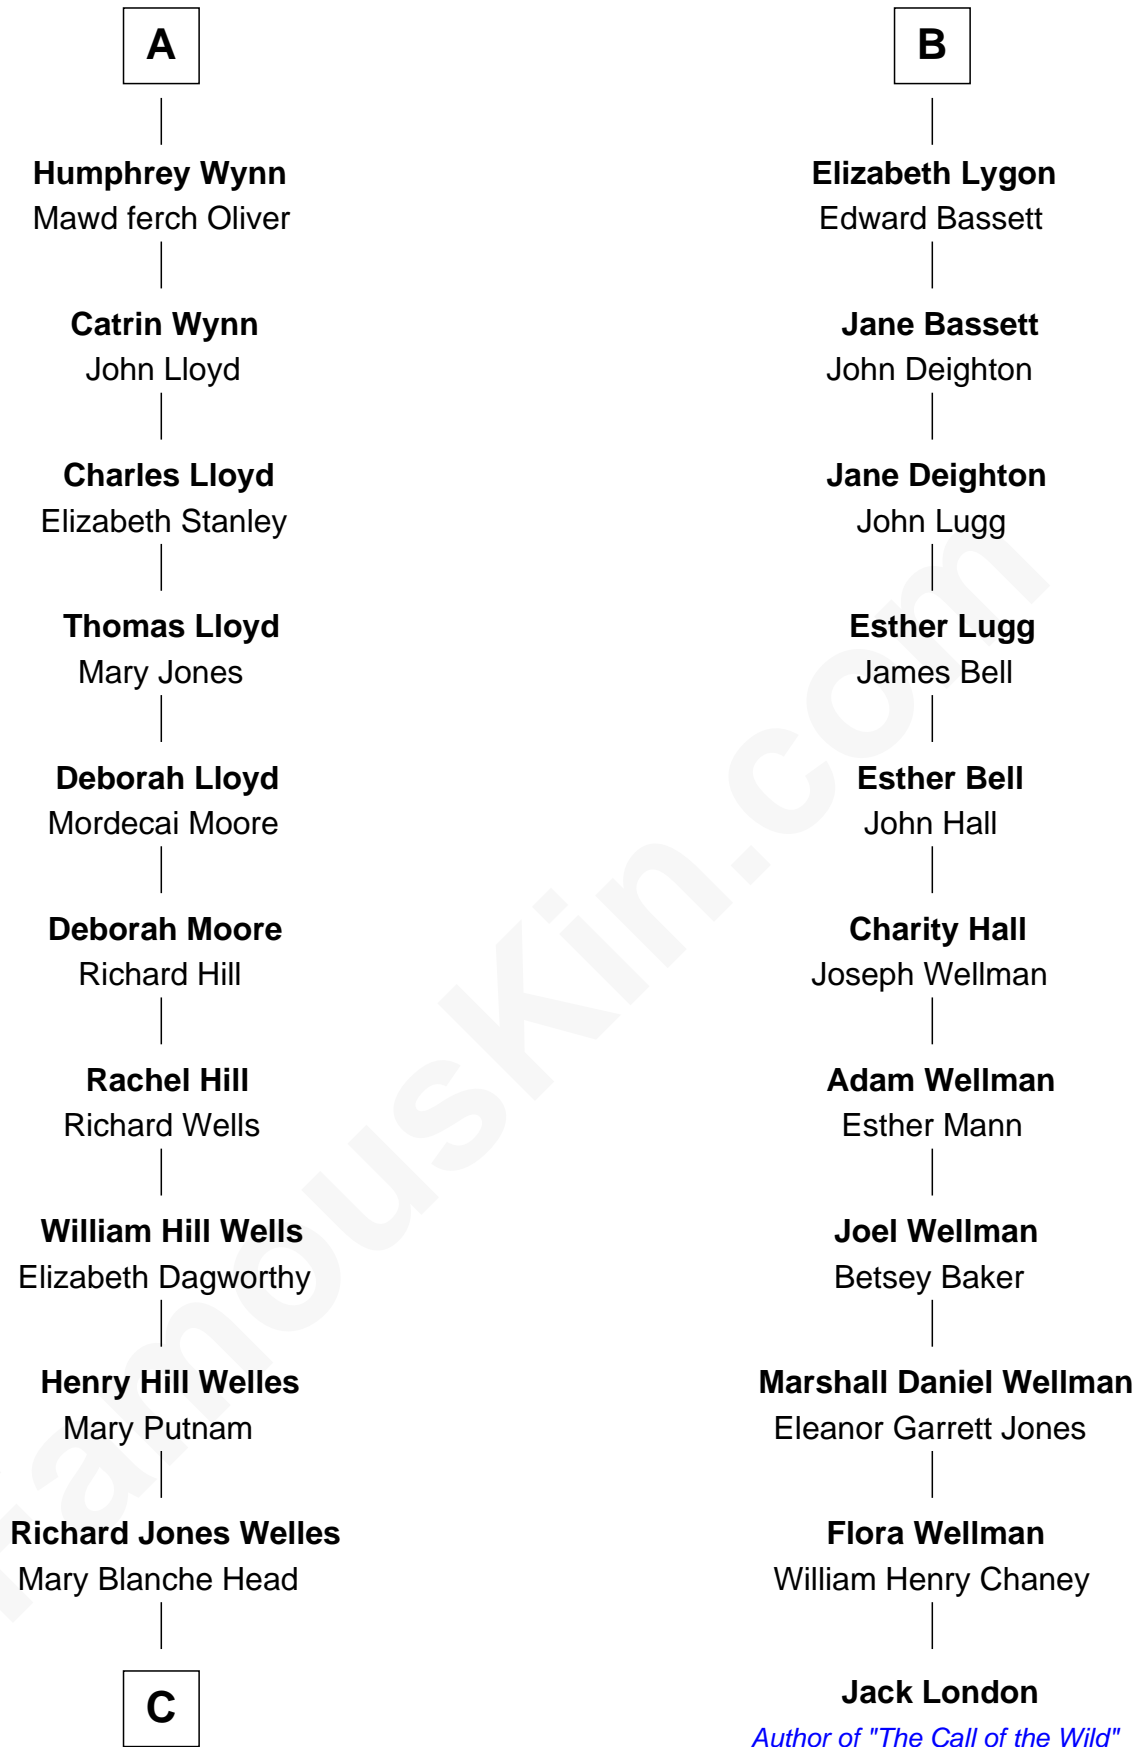 A
Humphrey Wynn
Mawd ferch Oliver
Catrin Wynn
John Lloyd
Charles Lloyd
Elizabeth Stanley
Thomas Lloyd
Mary Jones
Deborah Lloyd
Mordecai Moore
Deborah Moore
Richard Hill
Rachel Hill
Richard Wells
William Hill Wells
Elizabeth Dagworthy
Henry Hill Welles
Mary Putnam
Richard Jones Welles
Mary Blanche Head
C
B
Elizabeth Lygon
Edward Bassett
Jane Bassett
John Deighton
Jane Deighton
John Lugg
Esther Lugg
James Bell
Esther Bell
John Hall
Charity Hall
Joseph Wellman
Adam Wellman
Esther Mann
Joel Wellman
Betsey Baker
Marshall Daniel Wellman
Eleanor Garrett Jones
Flora Wellman
William Henry Chaney
Jack London
Author of "The Call of the Wild"
famouskin.com